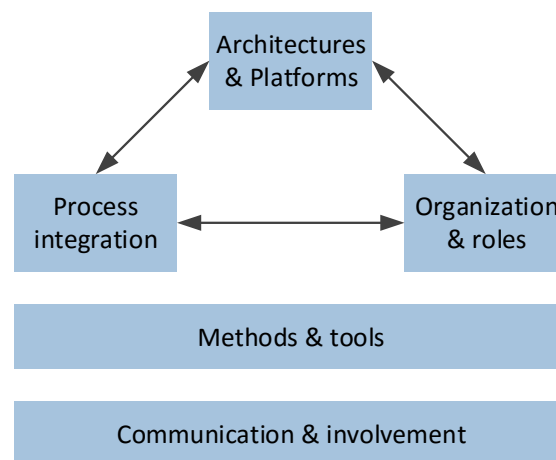 Architectures
& Platforms
Process
integration
Organization
& roles
Methods & tools
Communication & involvement